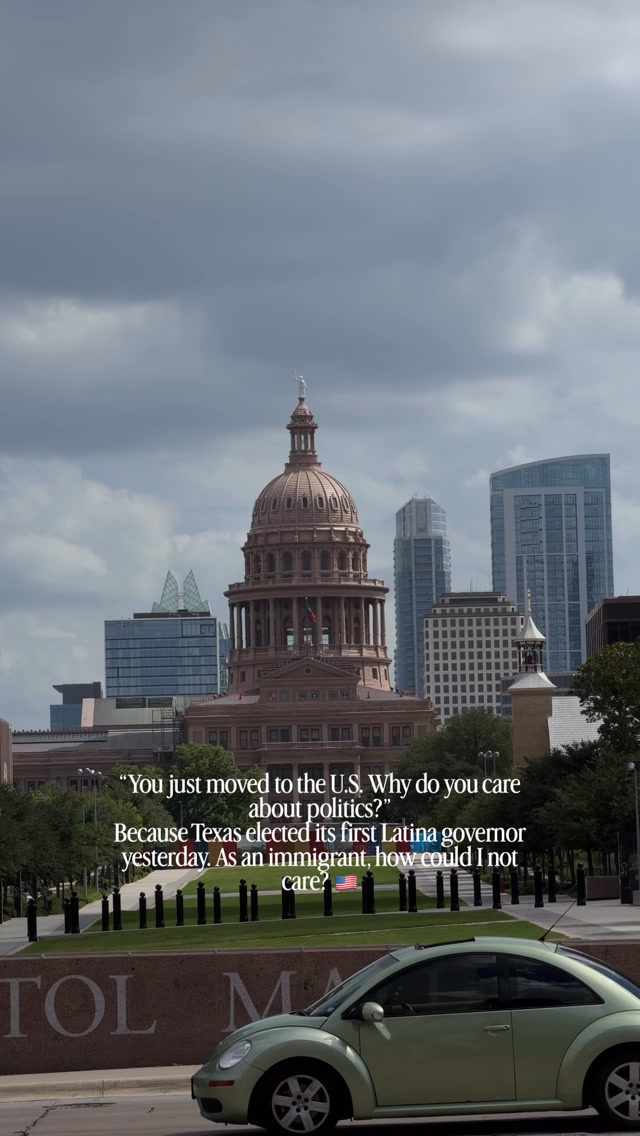 “You just moved to the U.S. Why do you care
about politics?”
Because Texas elected its first Latina governor
yesterday. As an immigrant, how could I not
care? 🇺🇸
TOL MA